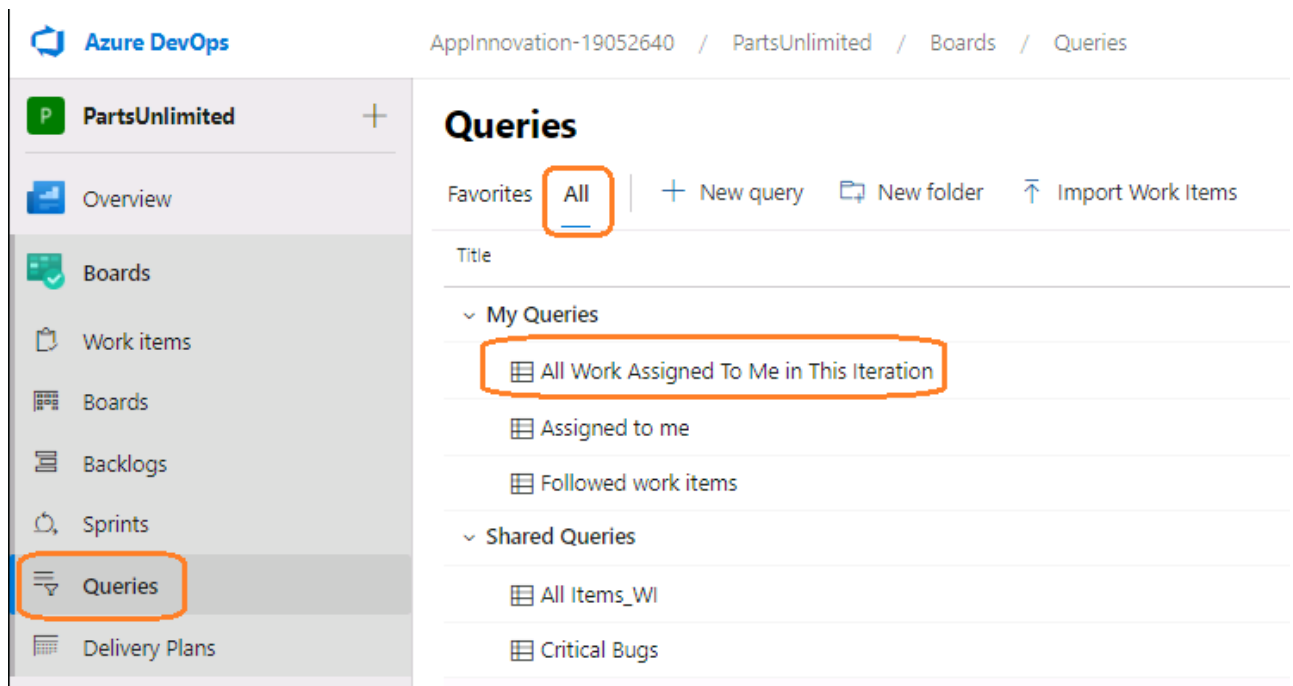 Azure DevOps
AppInnovation-19052640 / PartsUnlimited / Boards / Queries
P PartsUnlimited
Overview
Boards
Work items
Boards
Backlogs
Sprints
Queries
Delivery Plans
Queries
Favorites All New query New folder Import Work Items
Title
My Queries
All Work Assigned To Me in This Iteration
Assigned to me
Followed work items
Shared Queries
All Items_WI
Critical Bugs